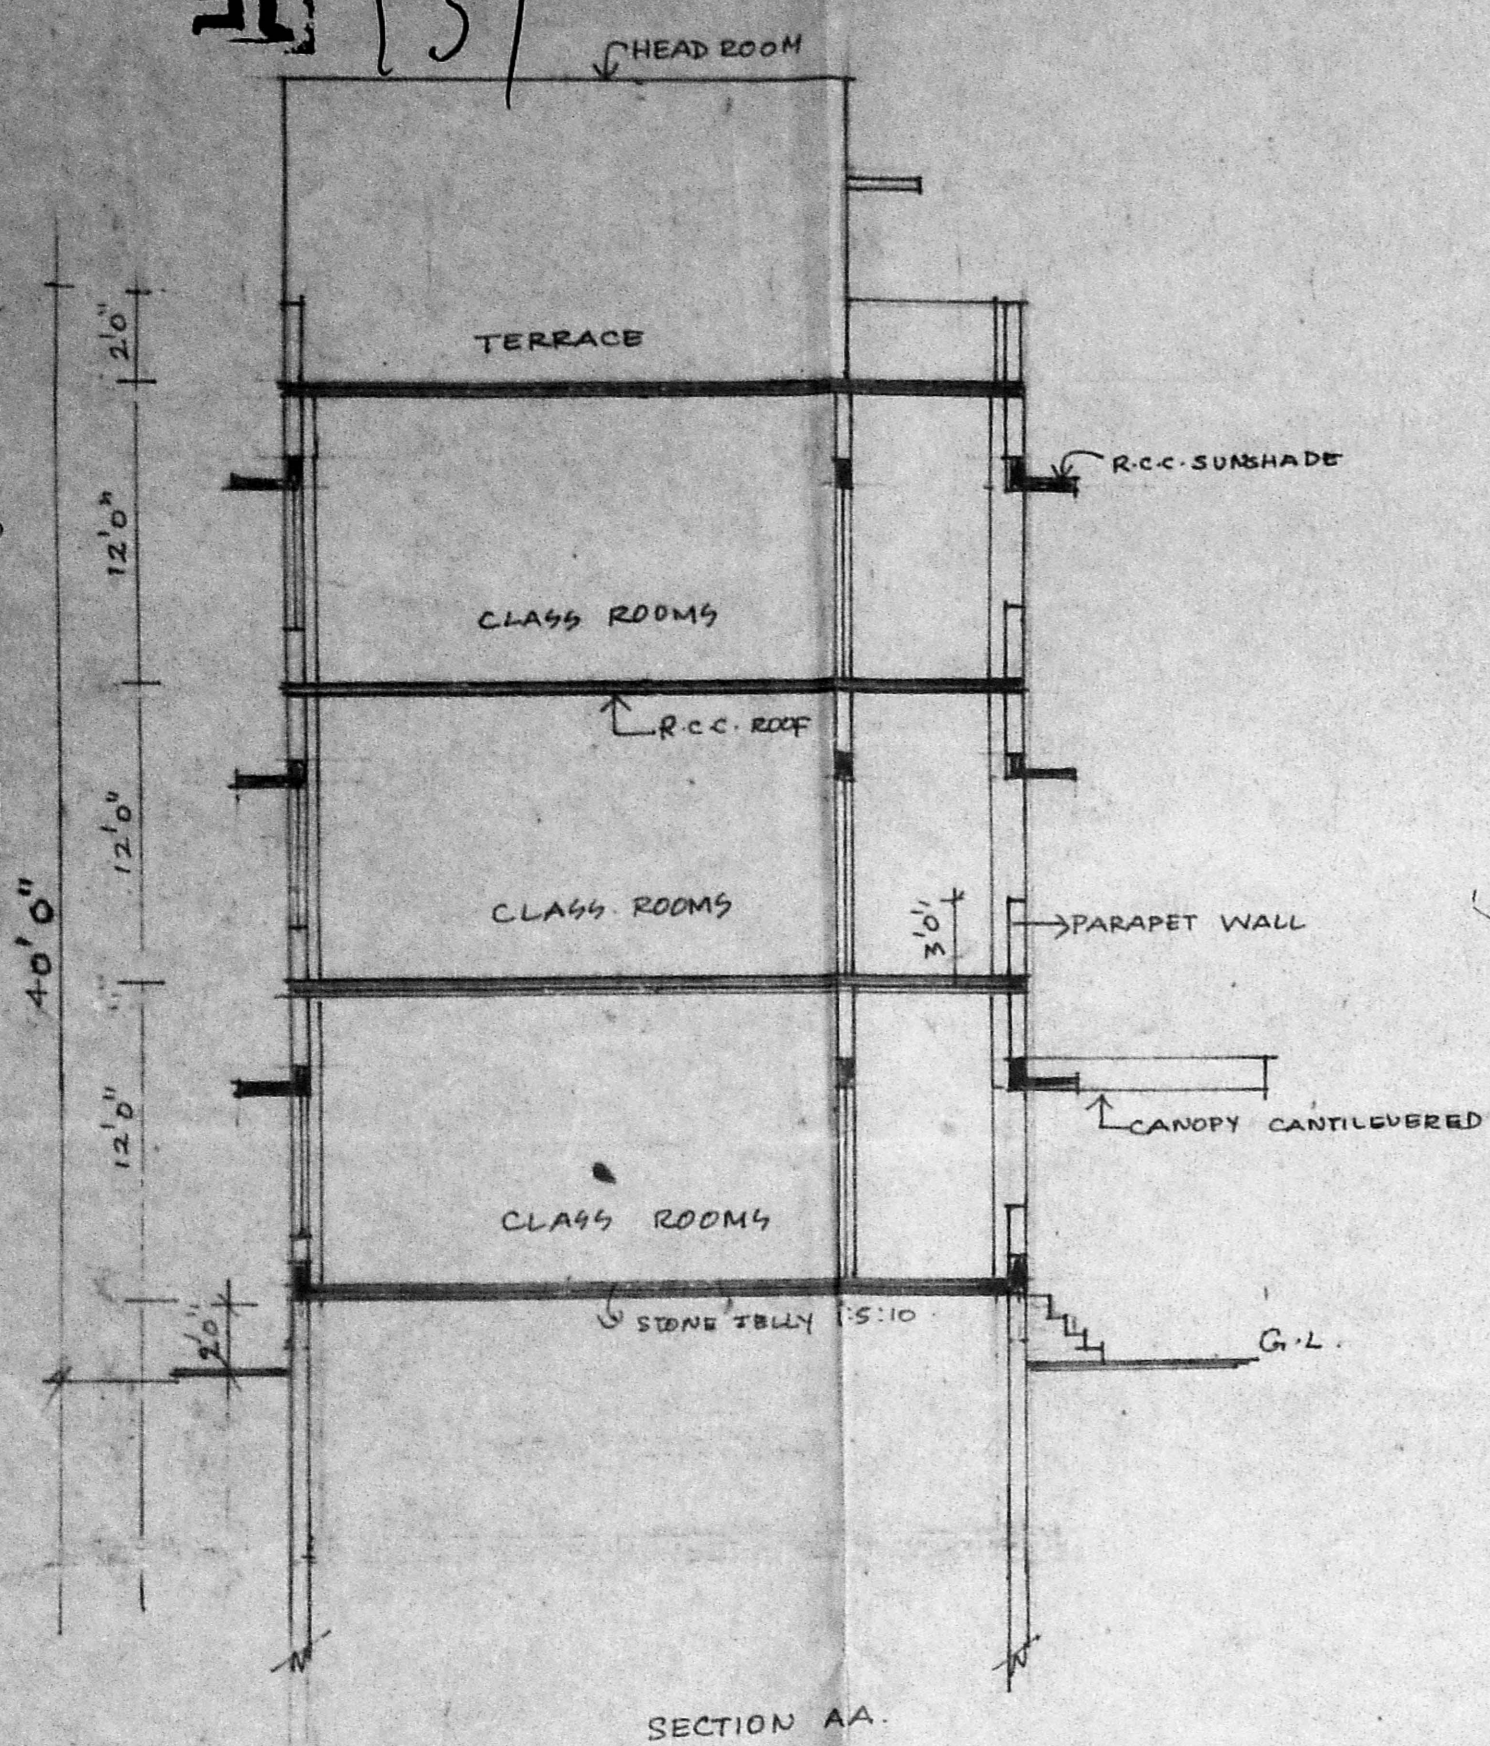 HEAD ROOM
2'0"
TERRACE
R.C.C. SUNSHADE
12'0"
CLASS ROOMS
R.C.C. ROOF
12'0"
40'0"
CLASS ROOMS
3'0"
PARAPET WALL
12'0"
CANOPY CANTILEVERED
CLASS ROOMS
STONE JELLY 1:5:10
2'0"
G.L.
SECTION AA.